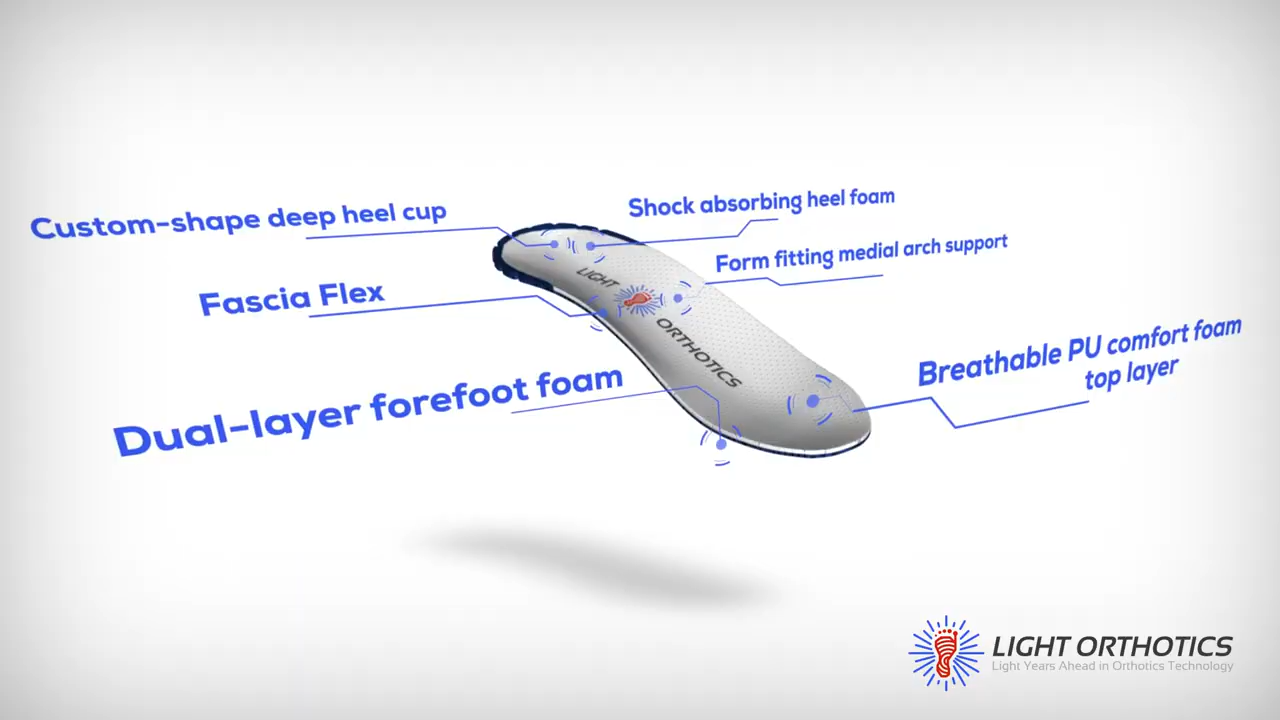 Custom-shape deep heel cup
Shock absorbing heel foam
Form fitting medial arch support
Fascia Flex
LIGHT
ORTHOTICS
Breathable PU comfort foam
top layer
Dual-layer forefoot foam
LIGHT ORTHOTICS
Light Years Ahead in Orthotics Technology